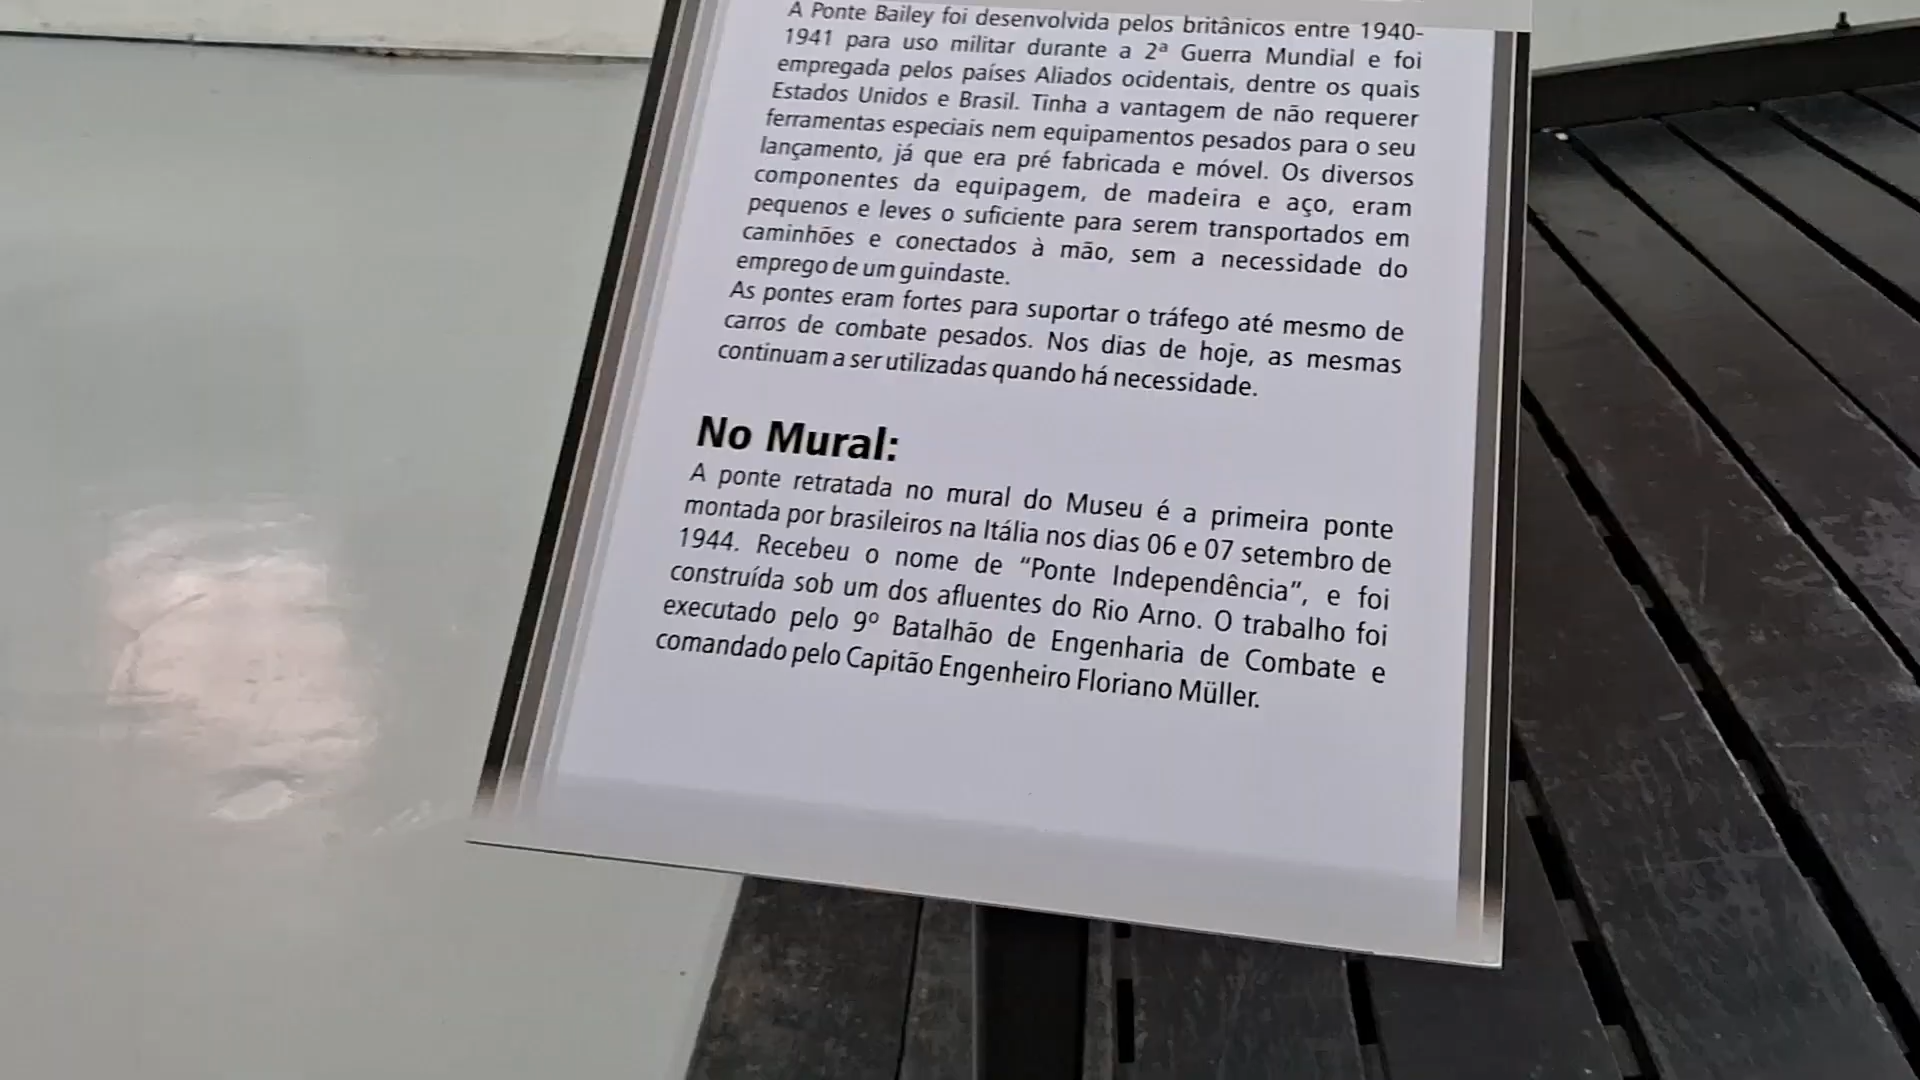 A Ponte Bailey foi desenvolvida pelos britânicos entre 1940-
1941 para uso militar durante a 2ª Guerra Mundial e foi
empregada pelos países Aliados ocidentais, dentre os quais
Estados Unidos e Brasil. Tinha a vantagem de não requerer
ferramentas especiais nem equipamentos pesados para o seu
lançamento, já que era pré fabricada e móvel. Os diversos
componentes da equipagem, de madeira e aço, eram
pequenos e leves o suficiente para serem transportados em
caminhões e conectados à mão, sem a necessidade do
emprego de um guindaste.
As pontes eram fortes para suportar o tráfego até mesmo de
carros de combate pesados. Nos dias de hoje, as mesmas
continuam a ser utilizadas quando há necessidade.
No Mural:
A ponte retratada no mural do Museu é a primeira ponte
montada por brasileiros na Itália nos dias 06 e 07 setembro de
1944. Recebeu o nome de “Ponte Independência”, e foi
construída sob um dos afluentes do Rio Arno. O trabalho foi
executado pelo 9º Batalhão de Engenharia de Combate e
comandado pelo Capitão Engenheiro Floriano Müller.